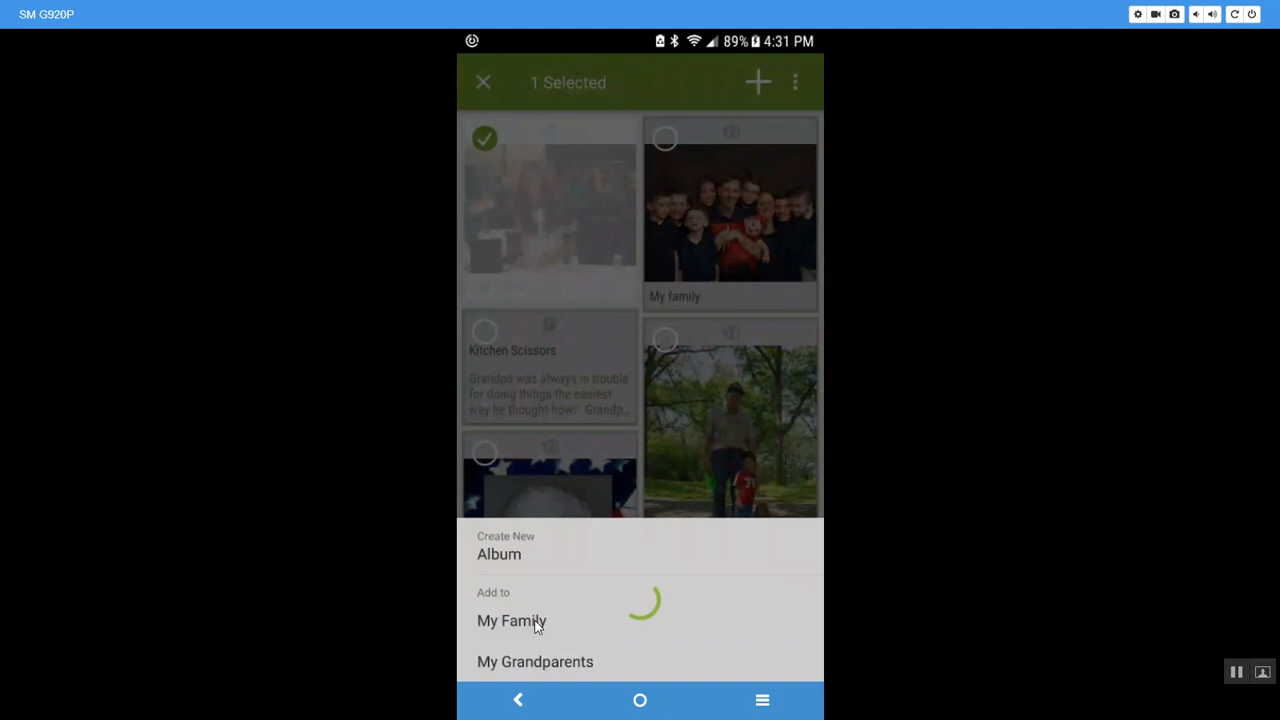 SM G920P
89% 4:31 PM
1 Selected
My family
Kitchen Scissors
Grandpa was always in trouble
for doing things the easiest
way he thought how. Grandp...
Create New
Album
Add to
My Family
My Grandparents